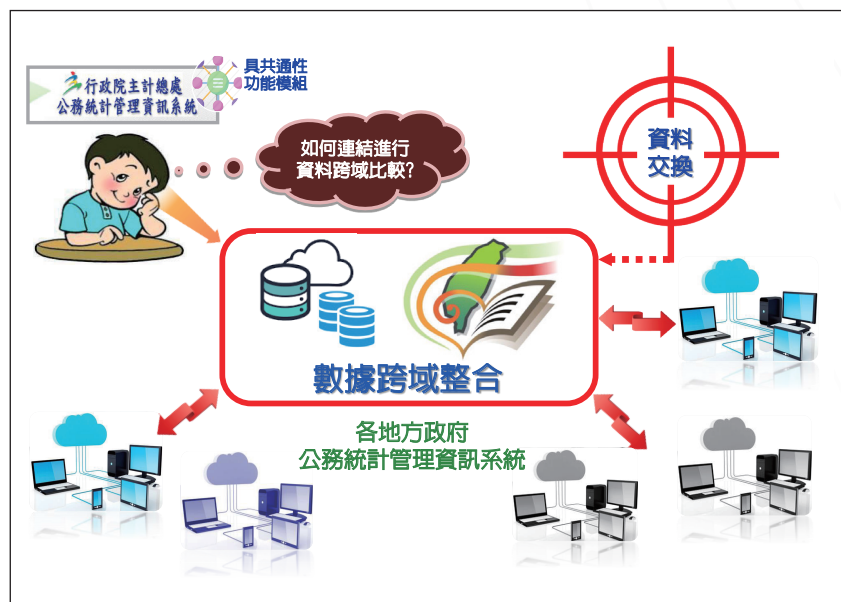 行政院主計總處
公務統計管理資訊系統
具共通性
功能模組
如何連結進行
資料跨域比較?
資料
交換
數據跨域整合
各地方政府
公務統計管理資訊系統